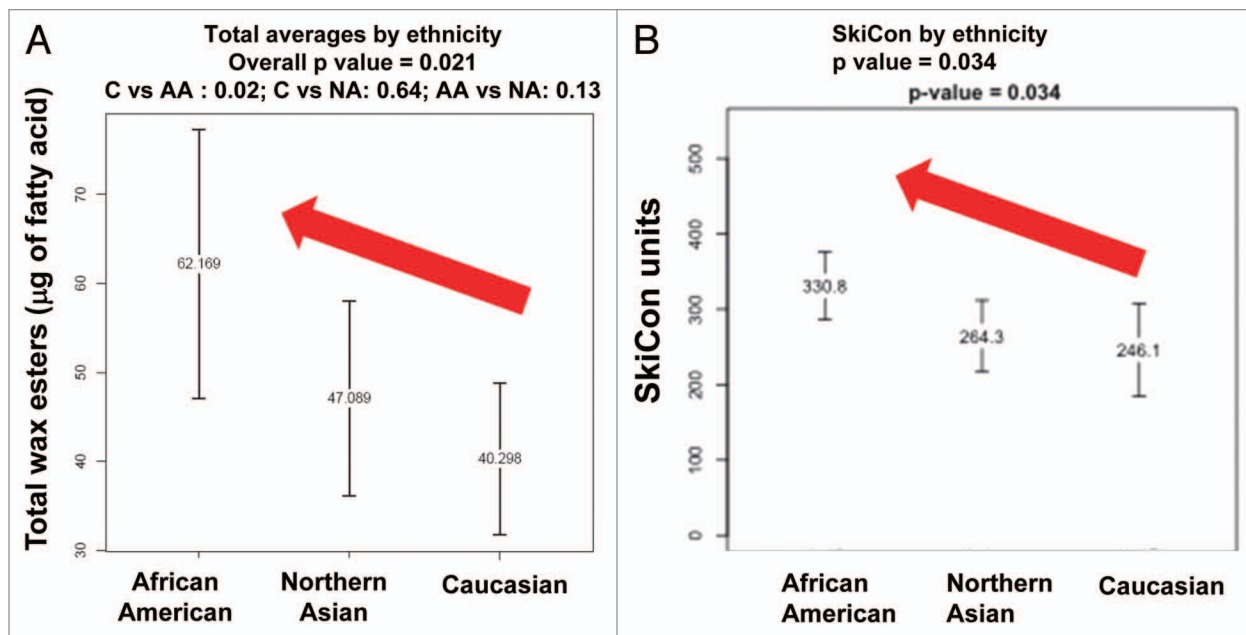 A
Total averages by ethnicity
Overall p value = 0.021
C vs AA : 0.02; C vs NA: 0.64; AA vs NA: 0.13
Total wax esters (µg of fatty acid)
70
60
50
40
30
62.169
47.089
40.298
African
American
Northern
Asian
Caucasian
B
SkiCon by ethnicity
p value = 0.034
p-value = 0.034
SkiCon units
500
400
300
200
100
0
330.8
264.3
246.1
African
American
Northern
Asian
Caucasian